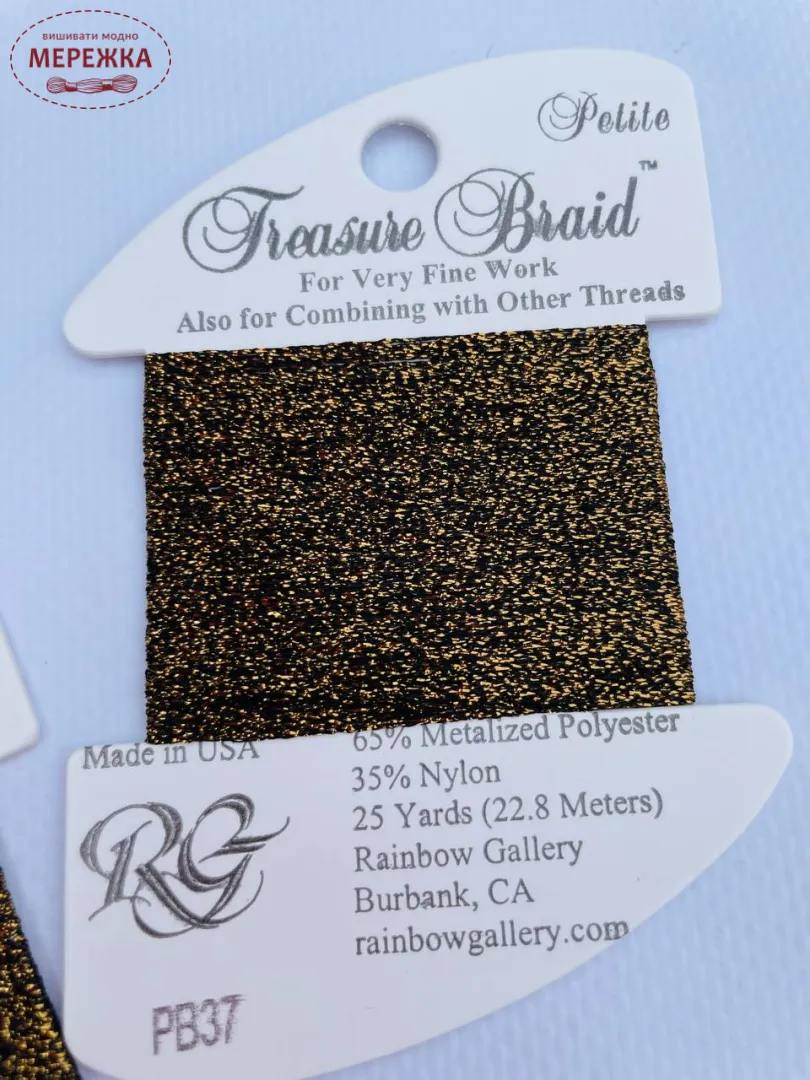 вишивати модно
МЕРЕЖКА
Petite
Treasure Braid™
For Very Fine Work
Also for Combining with Other Threads
Made in USA
65% Metalized Polyester
35% Nylon
25 Yards (22.8 Meters)
Rainbow Gallery
Burbank, CA
rainbowgallery.com
RG
PB37